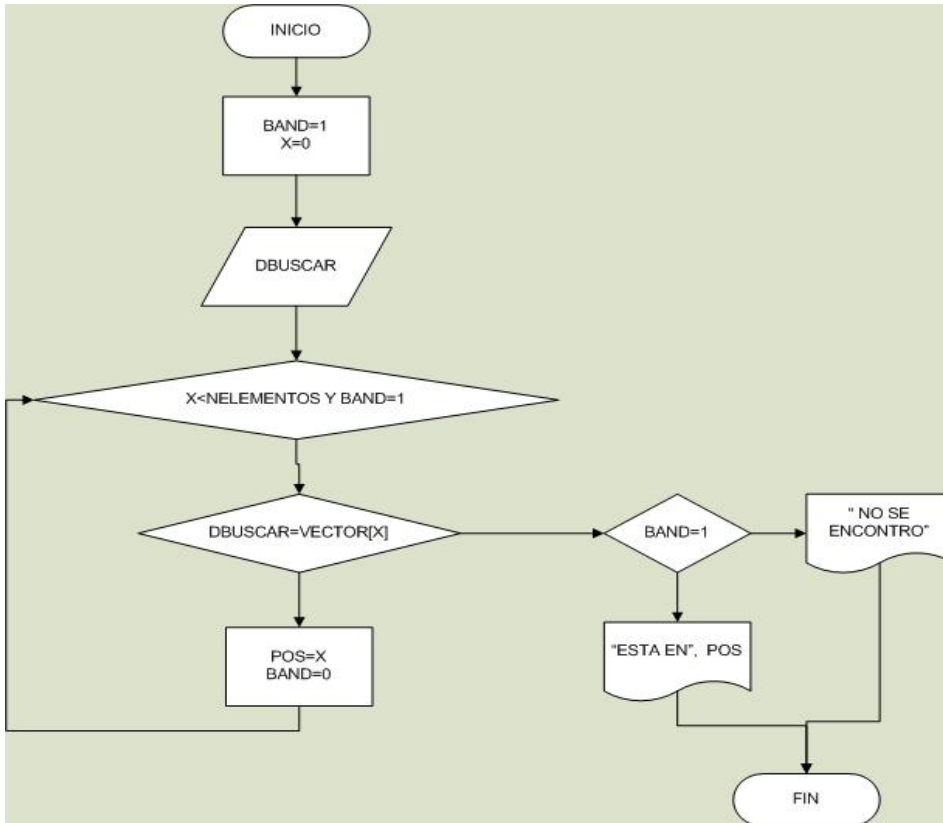 INICIO
BAND=1
X=0
DBUSCAR
X<NELEMENTOS Y BAND=1
DBUSCAR=VECTOR[X]
BAND=1
" NO SE
ENCONTRO"
POS=X
BAND=0
"ESTA EN", POS
FIN